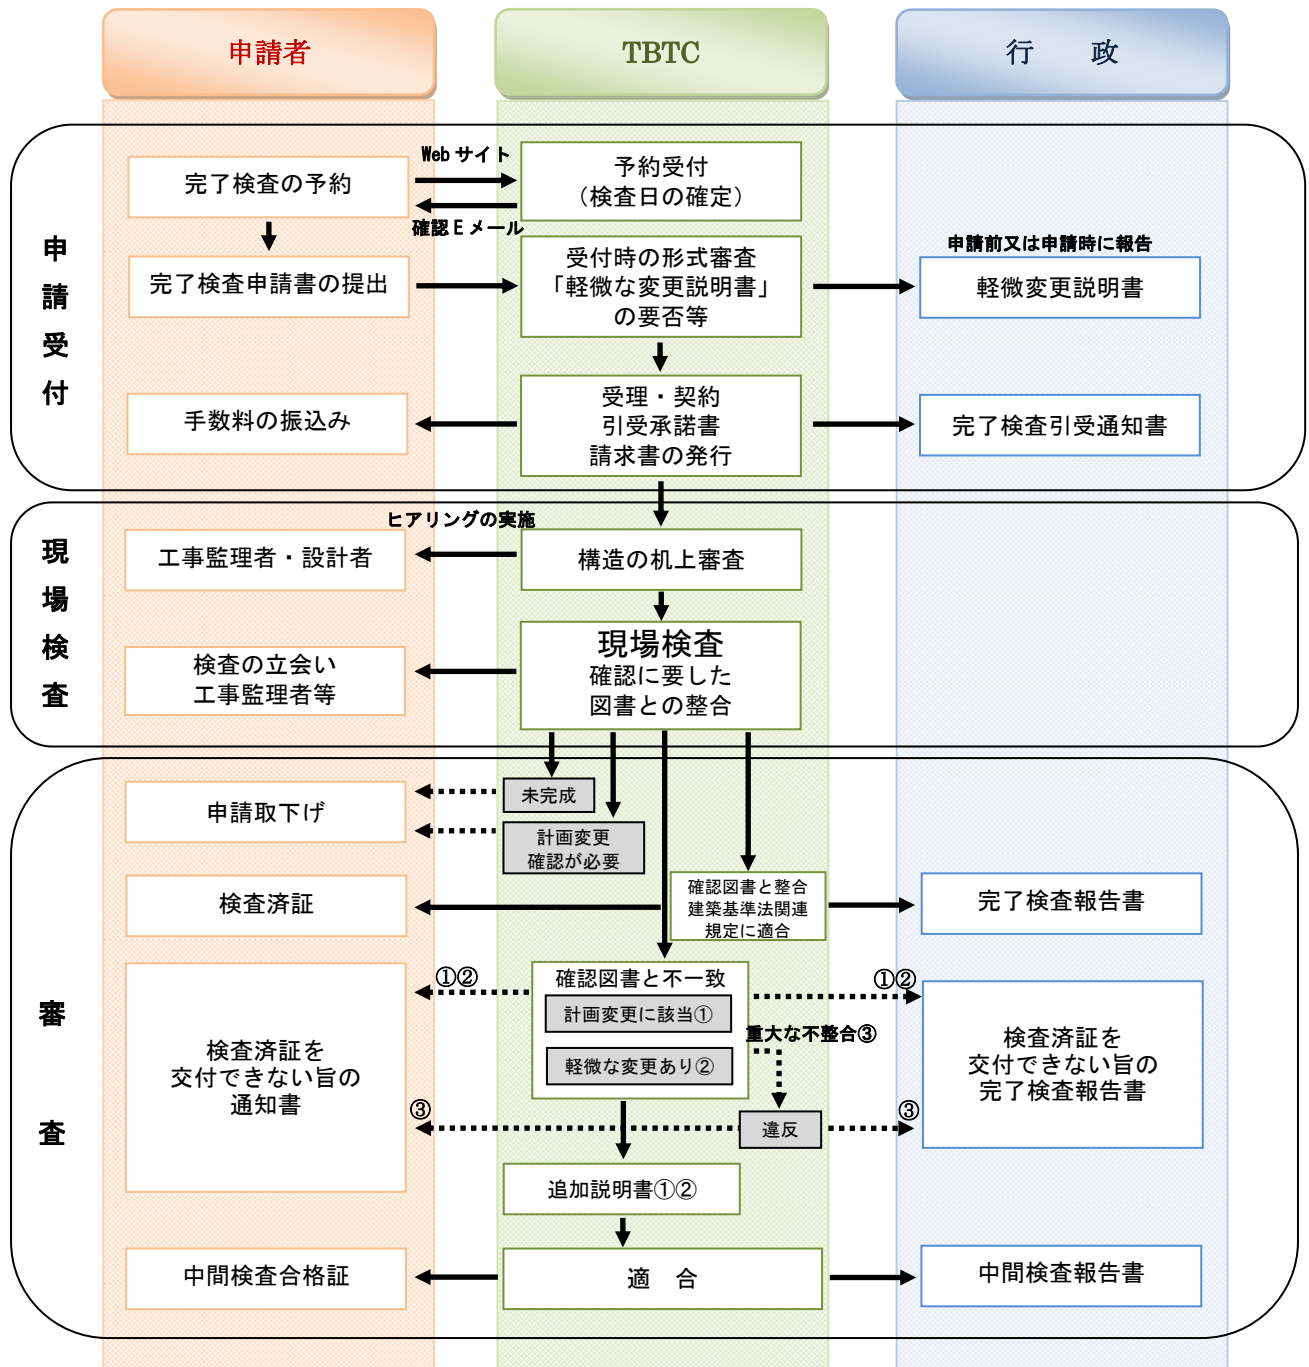 申請者
TBTC
行　政
申請受付
完了検査の予約
Web サイト
確認 E メール
予約受付
（検査日の確定）
完了検査申請書の提出
受付時の形式審査
「軽微な変更説明書」
の要否等
申請前又は申請時に報告
軽微変更説明書
手数料の振込み
受理・契約
引受承諾書
請求書の発行
完了検査引受通知書
現場検査
ヒアリングの実施
工事監理者・設計者
構造の机上審査
検査の立会い
工事監理者等
現場検査
確認に要した
図書との整合
審査
申請取下げ
未完成
計画変更
確認が必要
検査済証
確認図書と整合
建築基準法関連
規定に適合
完了検査報告書
①②
確認図書と不一致
計画変更に該当①
軽微な変更あり②
①②
重大な不整合③
検査済証を
交付できない旨の
通知書
検査済証を
交付できない旨の
完了検査報告書
③
違反
③
追加説明書①②
中間検査合格証
適　合
中間検査報告書